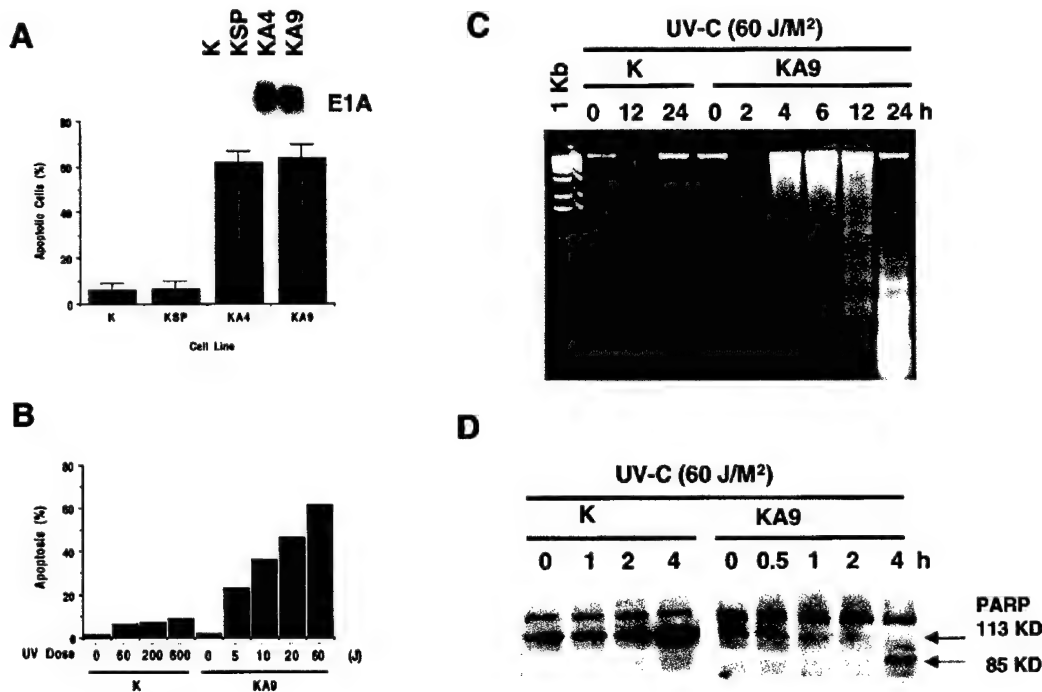 A
K
KSP
KA4
KA9
E1A
80
60
40
20
0
Apoptotic Cells (%)
K KSP KA4 KA9
Cell Line
B
80
60
40
20
0
Apoptosis (%)
UV Dose 0 60 200 600 0 5 10 20 60 (J)
K KA9
C
UV-C (60 J/M²)
K KA9
1 Kb
0 12 24 0 2 4 6 12 24 h
D
UV-C (60 J/M²)
K KA9
0 1 2 4 0 0.5 1 2 4 h
PARP
113 KD
85 KD